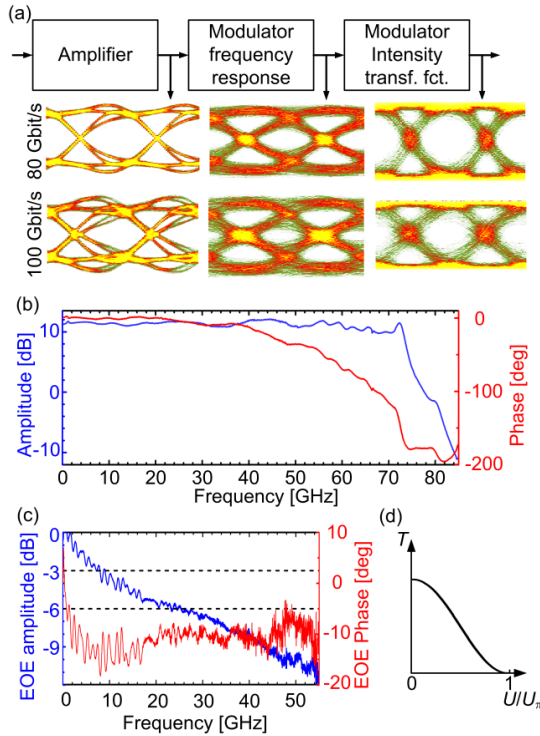 (a)
Amplifier
Modulator
frequency
response
Modulator
Intensity
transf. fct.
80 Gbit/s
100 Gbit/s
(b)
Amplitude [dB]
10
0
-10
0
-100
-200
Phase [deg]
0 10 20 30 40 50 60 70 80
Frequency [GHz]
(c)
EOE amplitude [dB]
0
-3
-6
-9
10
0
-10
-20
EOE Phase [deg]
0 10 20 30 40 50
Frequency [GHz]
(d)
T
0 1
U/Uπ